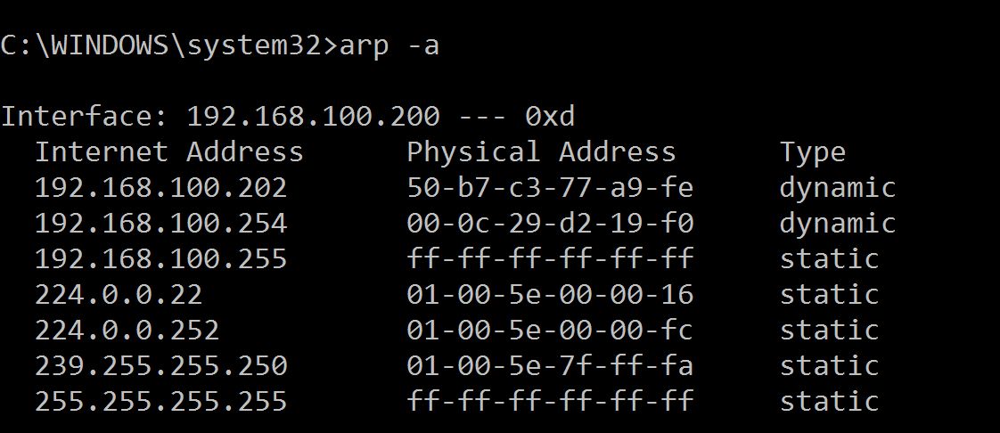 C:\WINDOWS\system32>arp -a
Interface: 192.168.100.200 --- 0xd
Internet Address Physical Address Type
192.168.100.202 50-b7-c3-77-a9-fe dynamic
192.168.100.254 00-0c-29-d2-19-f0 dynamic
192.168.100.255 ff-ff-ff-ff-ff-ff static
224.0.0.22 01-00-5e-00-00-16 static
224.0.0.252 01-00-5e-00-00-fc static
239.255.255.250 01-00-5e-7f-ff-fa static
255.255.255.255 ff-ff-ff-ff-ff-ff static